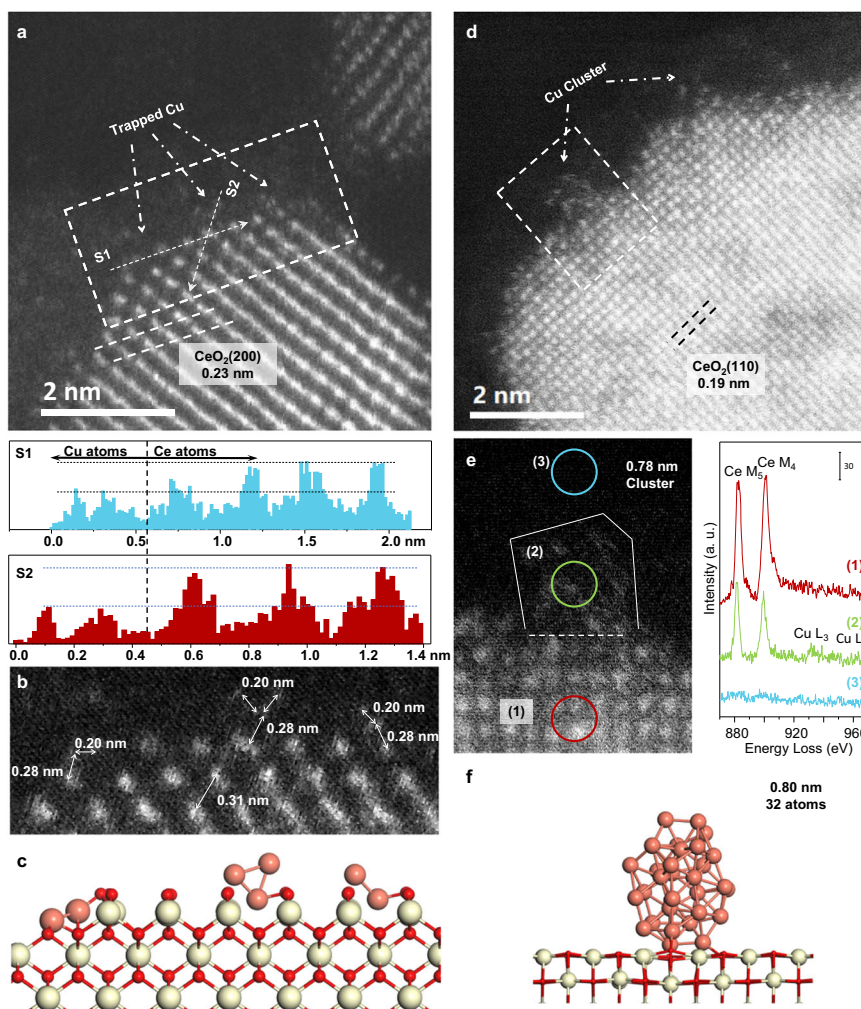 a
Trapped Cu
S1
S2
CeO₂(200)
0.23 nm
2 nm
S1
Cu atoms
Ce atoms
0.0 0.5 1.0 1.5 2.0 nm
S2
0.0 0.2 0.4 0.6 0.8 1.0 1.2 1.4 nm
b
0.20 nm
0.28 nm
0.20 nm
0.28 nm
0.20 nm
0.28 nm
0.31 nm
c
d
Cu Cluster
CeO₂(110)
0.19 nm
2 nm
e
(3)
0.78 nm
Cluster
(2)
(1)
Intensity (a. u.)
Ce M₅
Ce M₄
30
(1)
(2)
Cu L₃
Cu L
(3)
880 920 960
Energy Loss (eV)
f
0.80 nm
32 atoms